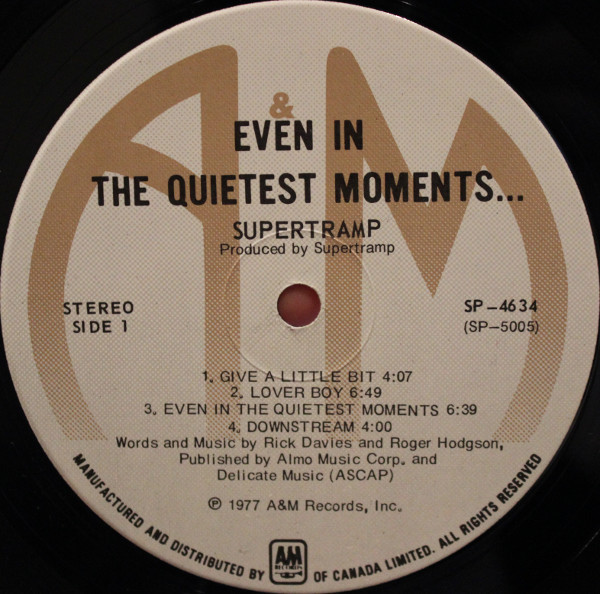 &
EVEN IN
THE QUIETEST MOMENTS...
SUPERTRAMP
Produced by Supertramp
STEREO
SIDE 1
SP-4634
(SP-5005)
1. GIVE A LITTLE BIT 4:07
2. LOVER BOY 6:49
3. EVEN IN THE QUIETEST MOMENTS 6:39
4. DOWNSTREAM 4:00
Words and Music by Rick Davies and Roger Hodgson,
Published by Almo Music Corp. and
Delicate Music (ASCAP)
℗ 1977 A&M Records, Inc.
MANUFACTURED AND DISTRIBUTED BY A&M RECORDS OF CANADA LIMITED. ALL RIGHTS RESERVED